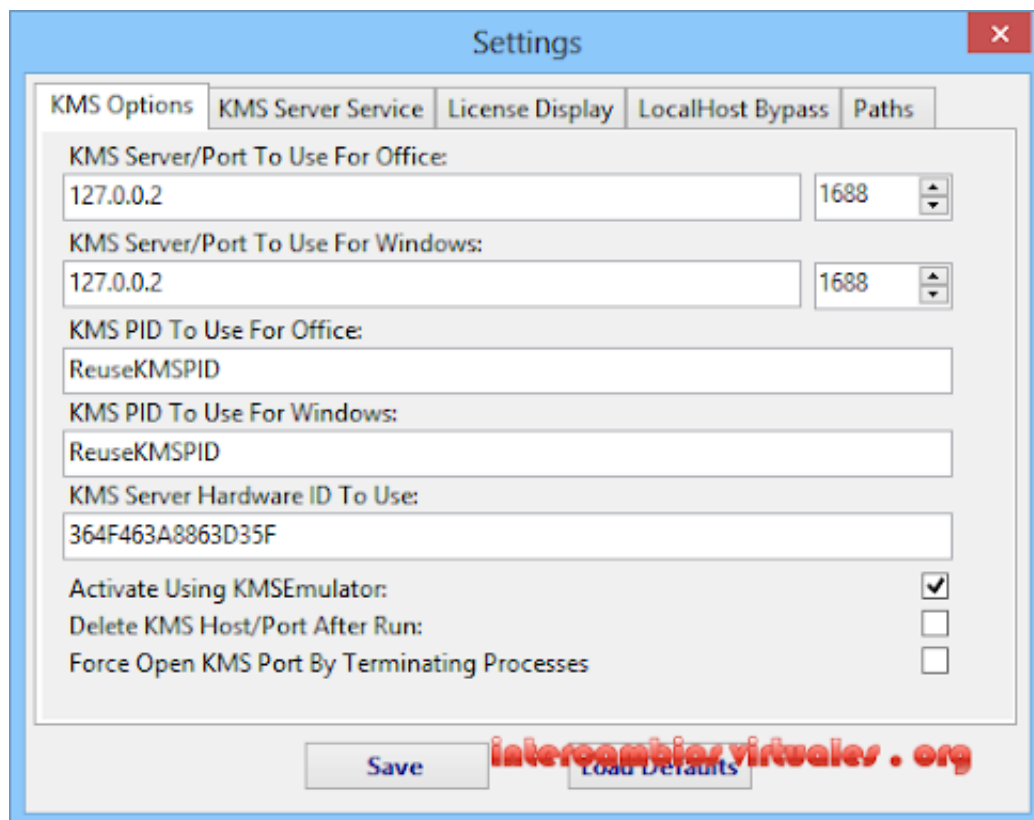 Settings
KMS Options KMS Server Service License Display LocalHost Bypass Paths
KMS Server/Port To Use For Office:
127.0.0.2 1688
KMS Server/Port To Use For Windows:
127.0.0.2 1688
KMS PID To Use For Office:
ReuseKMSPID
KMS PID To Use For Windows:
ReuseKMSPID
KMS Server Hardware ID To Use:
364F463A8863D35F
Activate Using KMSEmulator:
Delete KMS Host/Port After Run:
Force Open KMS Port By Terminating Processes
Save Load Defaults
intercambiosvirtuales . org